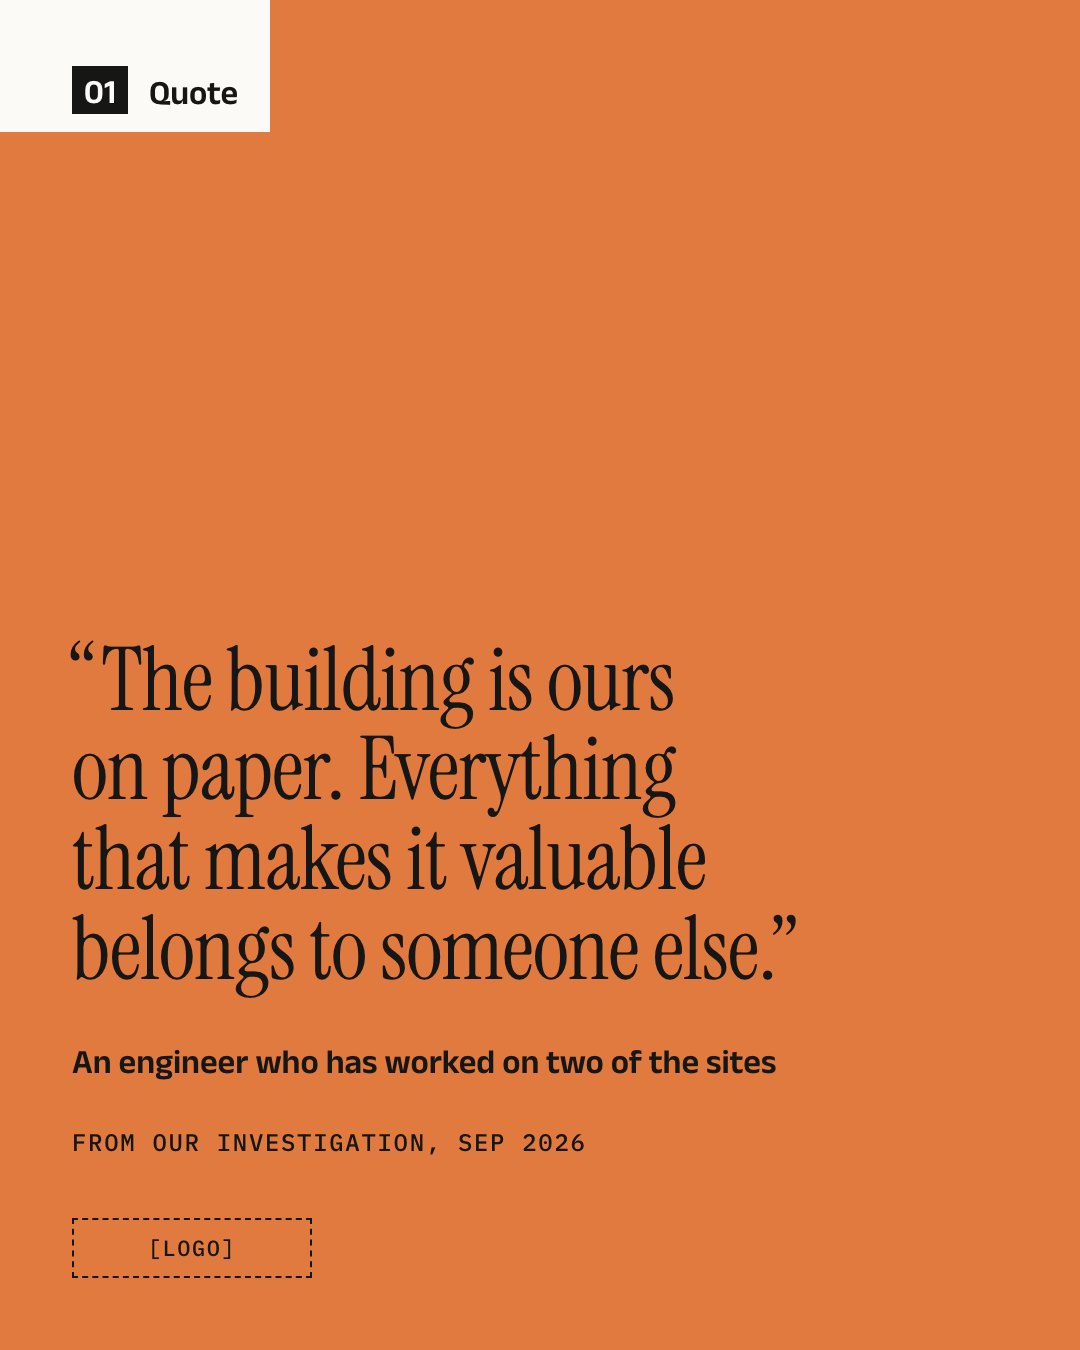 01 Quote
“The building is ours
on paper. Everything
that makes it valuable
belongs to someone else.”
An engineer who has worked on two of the sites
FROM OUR INVESTIGATION, SEP 2026
[LOGO]